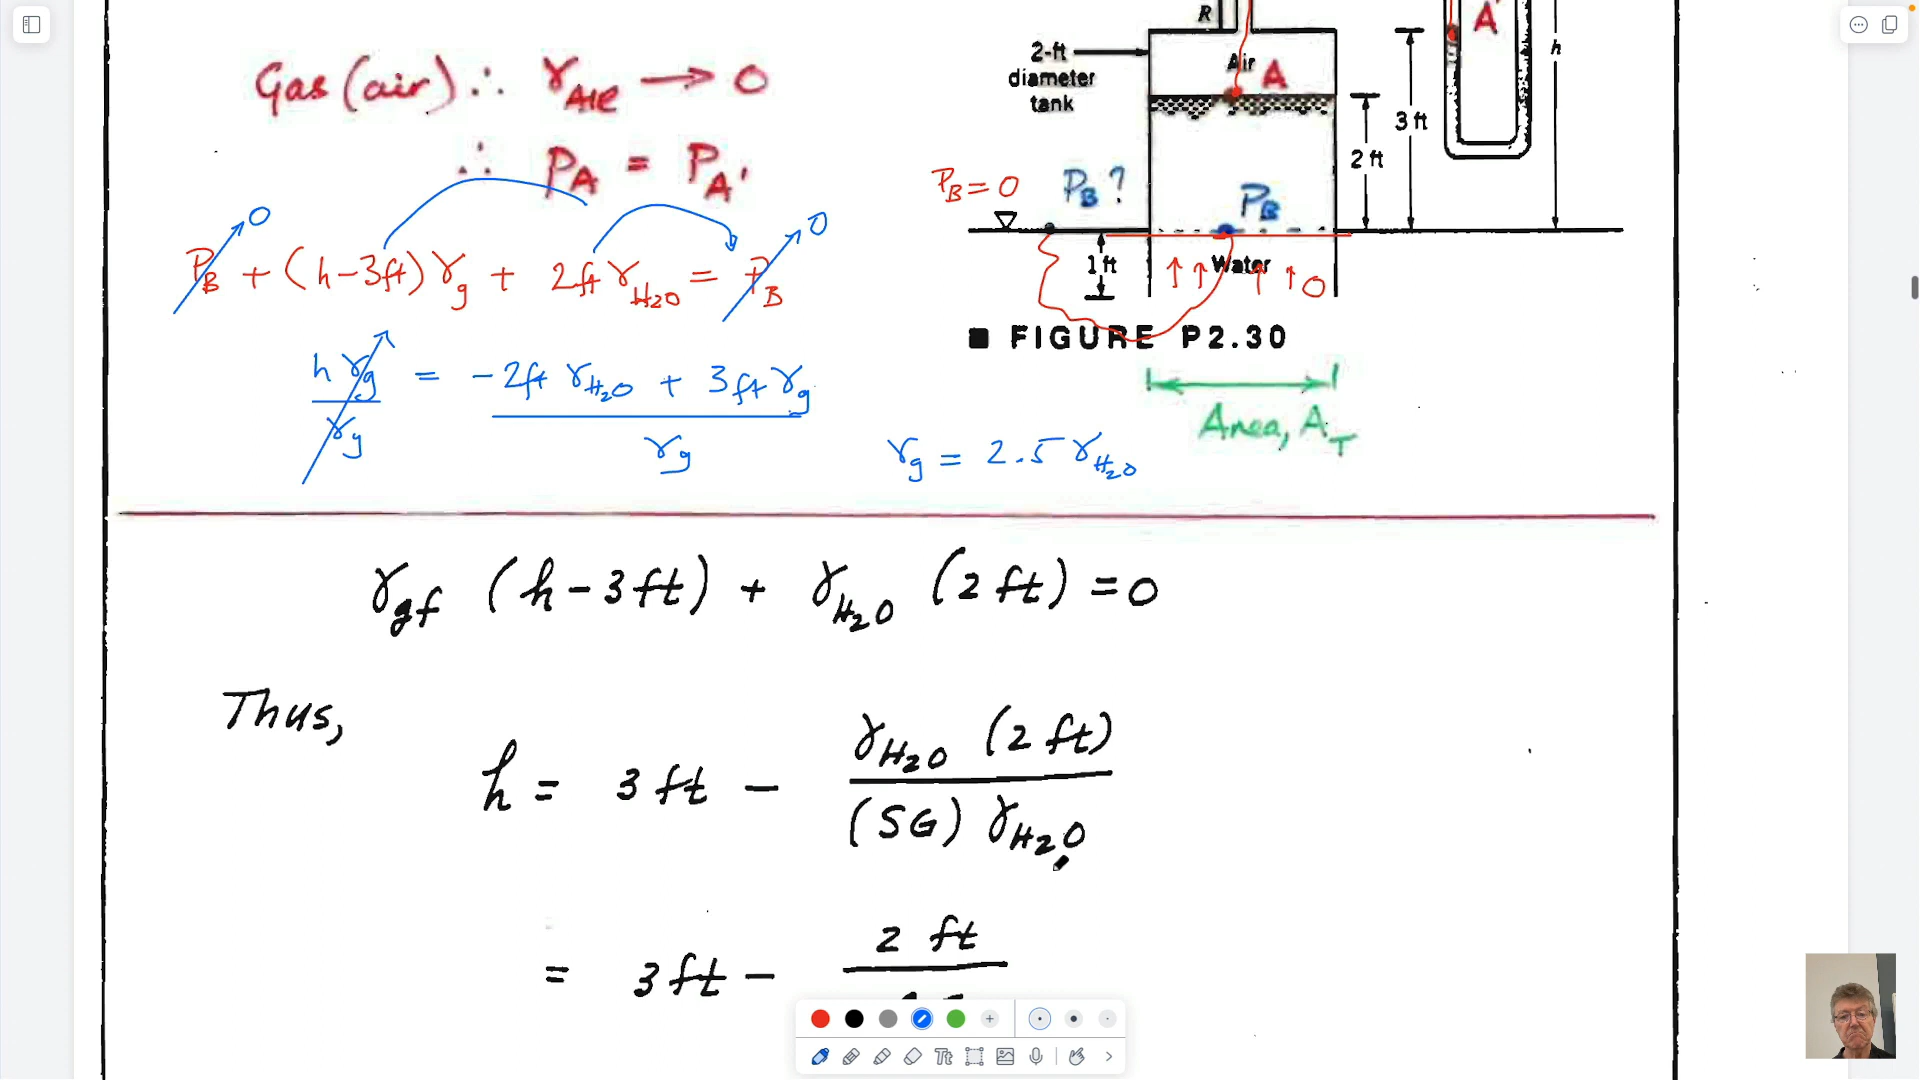 Gas (air) ∴ γAIR → 0
∴ PA = PA'
PB + (h-3ft) γg + 2ft γH2O = PB
0
0
hγg / γg = -2ft γH2O + 3ft γg / γg
γg = 2.5 γH2O
R
2-ft
diameter
tank
Air
A
A'
h
3 ft
2 ft
PB = 0
PB?
PB
1 ft
Water
0
■ FIGURE P2.30
Area, AT
γgf (h-3ft) + γH2O (2 ft) = 0
Thus,
h = 3 ft - γH2O (2 ft) / (SG) γH2O
= 3 ft - 2 ft
Tt